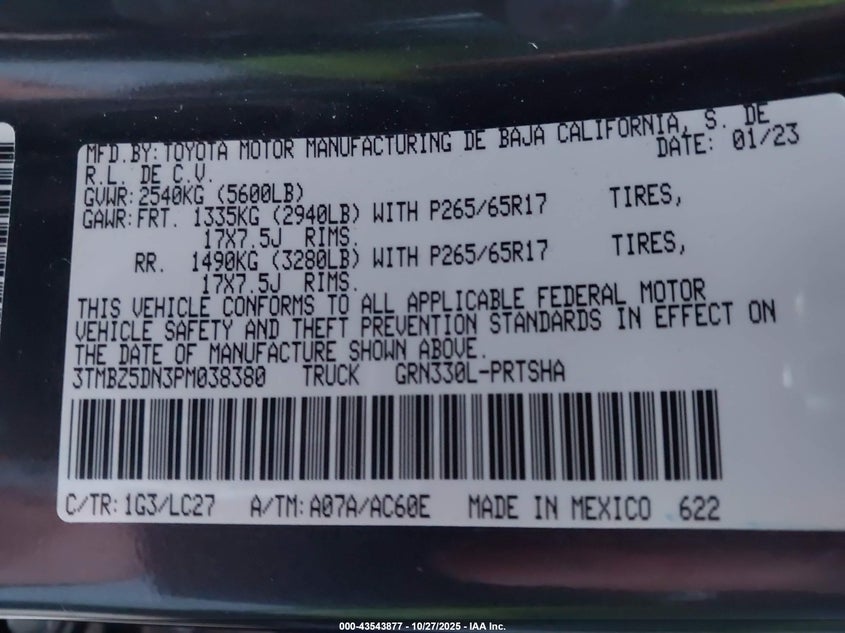 MFD.BY: TOYOTA MOTOR MANUFACTURING DE BAJA CALIFORNIA, S. DE
R.L. DE C.V. DATE: 01/23
GVWR: 2540KG (5600LB)
GAWR: FRT. 1335KG (2940LB) WITH P265/65R17 TIRES,
17X7.5J RIMS.
RR. 1490KG (3280LB) WITH P265/65R17 TIRES,
17X7.5J RIMS.
THIS VEHICLE CONFORMS TO ALL APPLICABLE FEDERAL MOTOR
VEHICLE SAFETY AND THEFT PREVENTION STANDARDS IN EFFECT ON
THE DATE OF MANUFACTURE SHOWN ABOVE.
3TMBZ5DN3PM038380 TRUCK GRN330L-PRTSHA
C/TR: 1G3/LC27 A/TM: A07A/AC60E MADE IN MEXICO 622
000-43543877 - 10/27/2025 - IAA Inc.